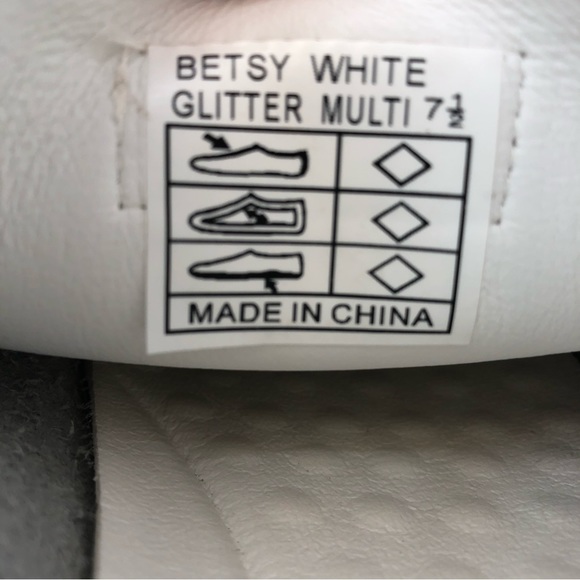 BETSY WHITE
GLITTER MULTI 7½
MADE IN CHINA